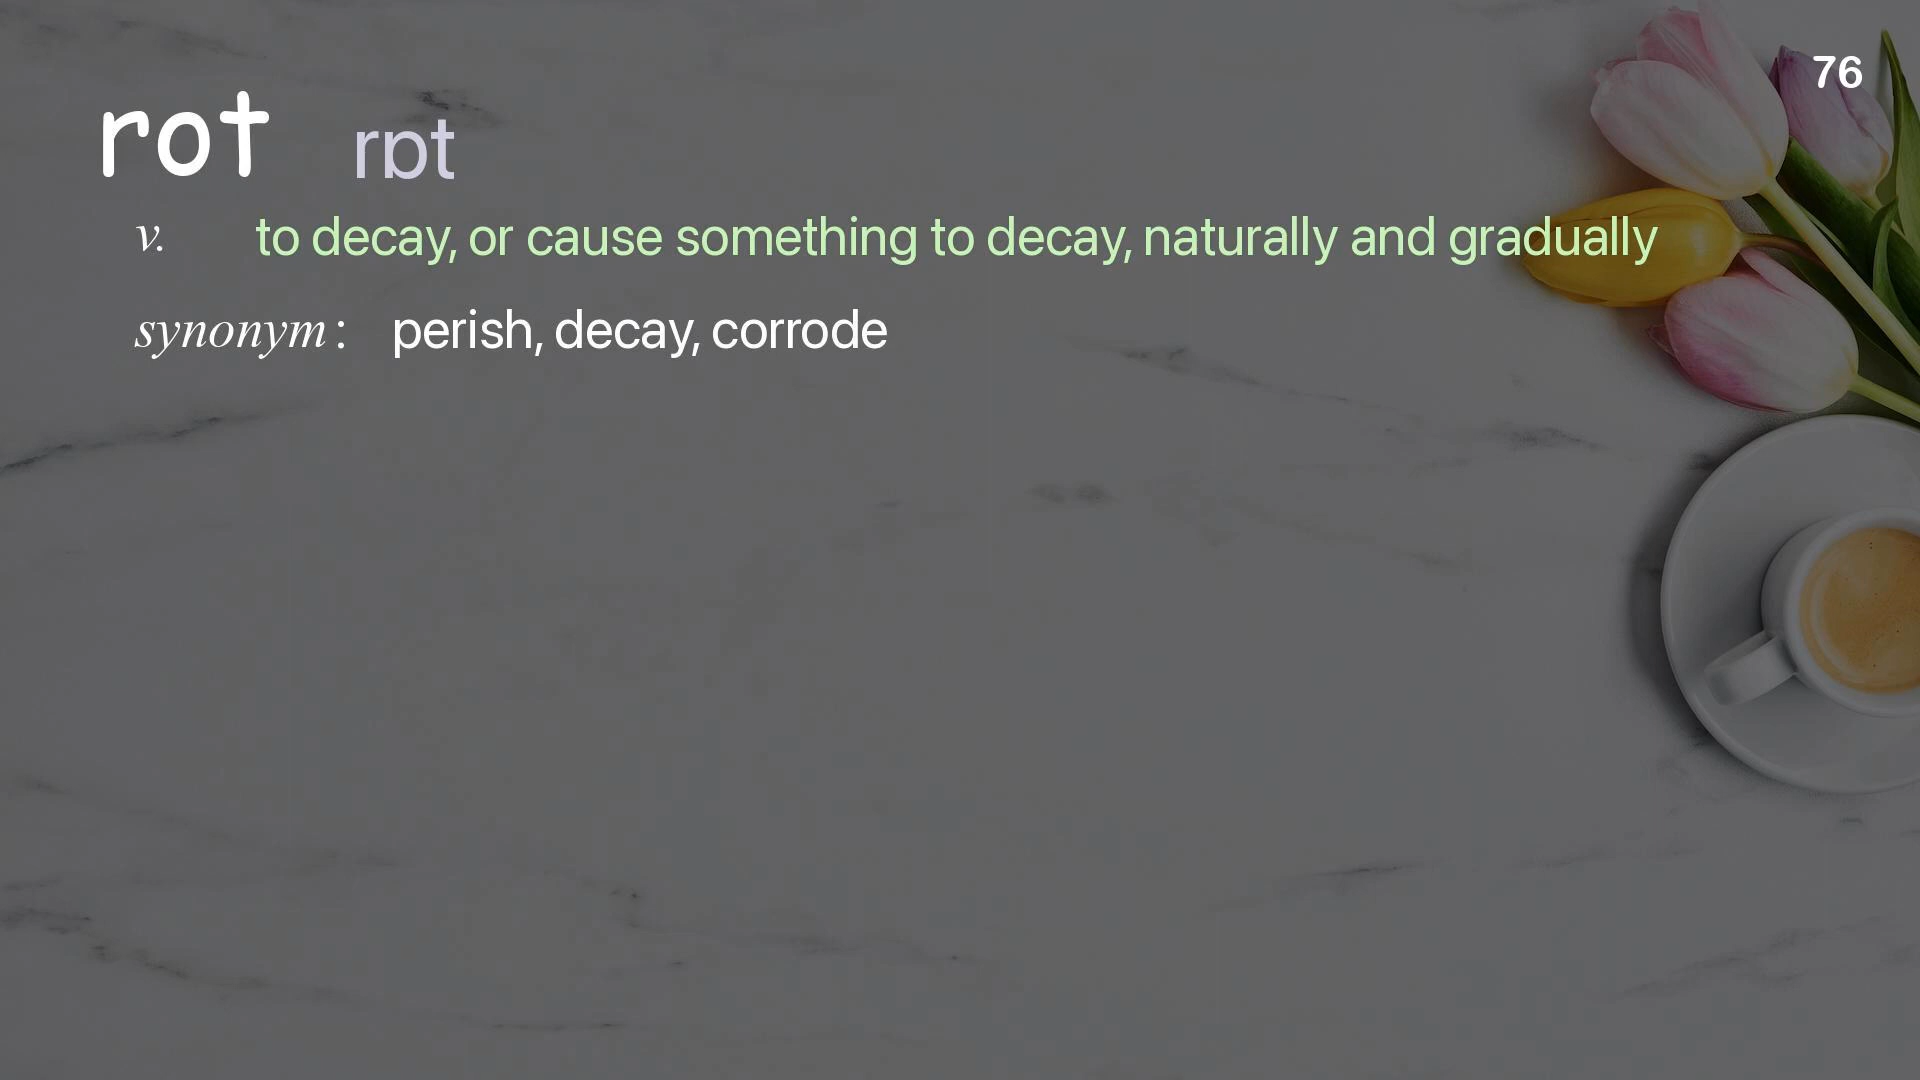 76
rot rɒt
v. to decay, or cause something to decay, naturally and gradually
synonym: perish, decay, corrode